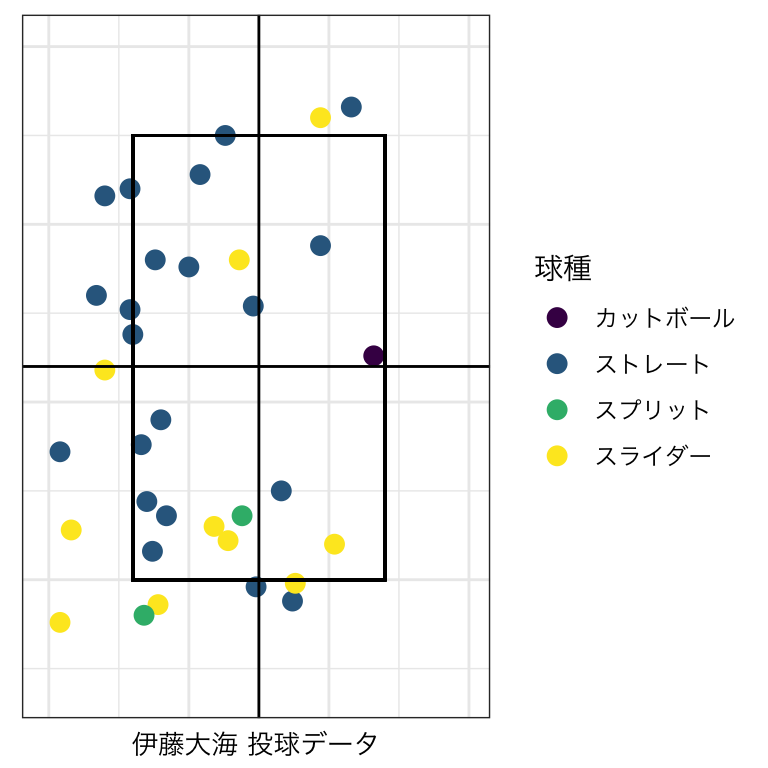 球種
カットボール
ストレート
スプリット
スライダー
伊藤大海 投球データ